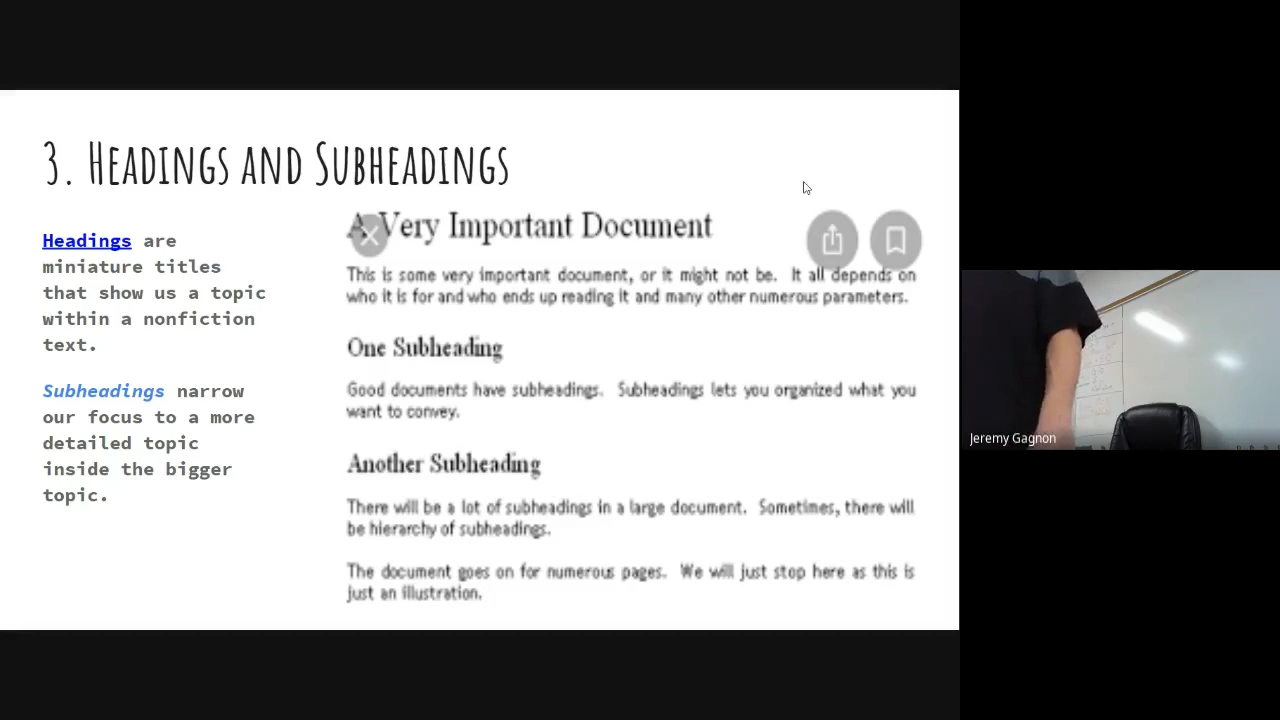 3. Headings and Subheadings
Headings are
miniature titles
that show us a topic
within a nonfiction
text.
Subheadings narrow
our focus to a more
detailed topic
inside the bigger
topic.
A Very Important Document
This is some very important document, or it might not be. It all depends on
who it is for and who ends up reading it and many other numerous parameters.
One Subheading
Good documents have subheadings. Subheadings lets you organized what you
want to convey.
Another Subheading
There will be a lot of subheadings in a large document. Sometimes, there will
be hierarchy of subheadings.
The document goes on for numerous pages. We will just stop here as this is
just an illustration.
Jeremy Gagnon